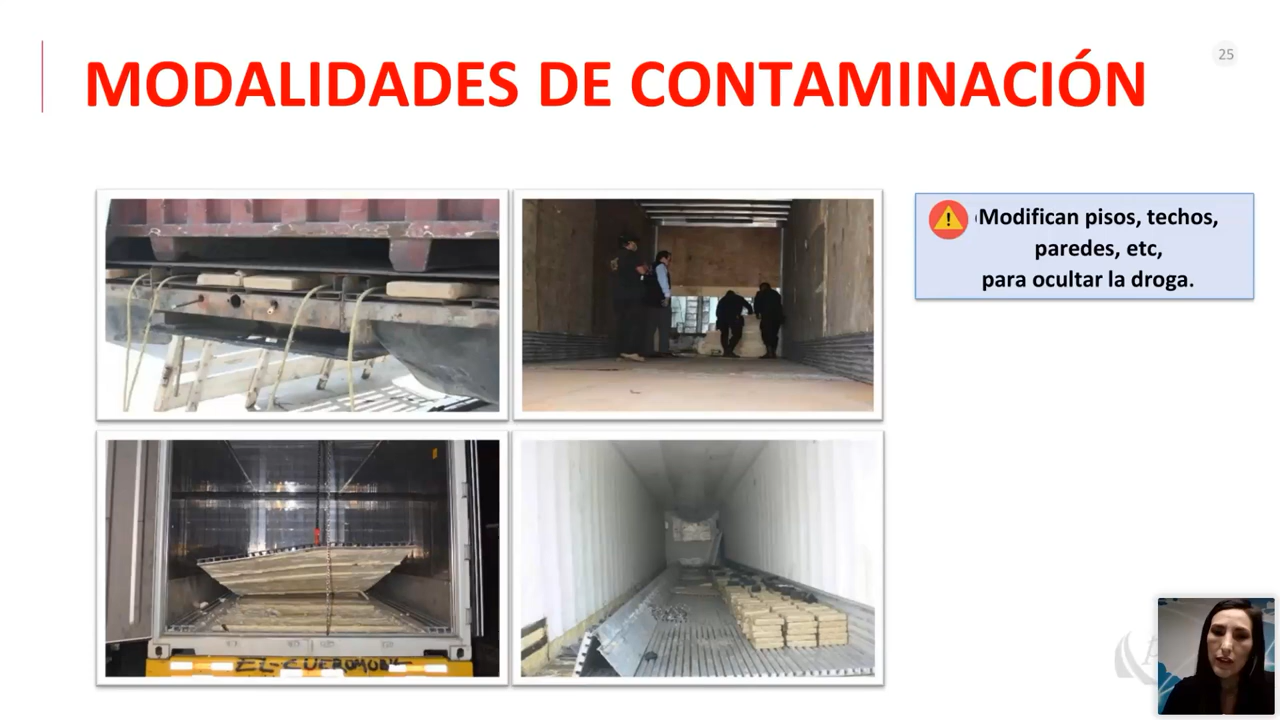 MODALIDADES DE CONTAMINACIÓN
25
Modifican pisos, techos,
paredes, etc,
para ocultar la droga.